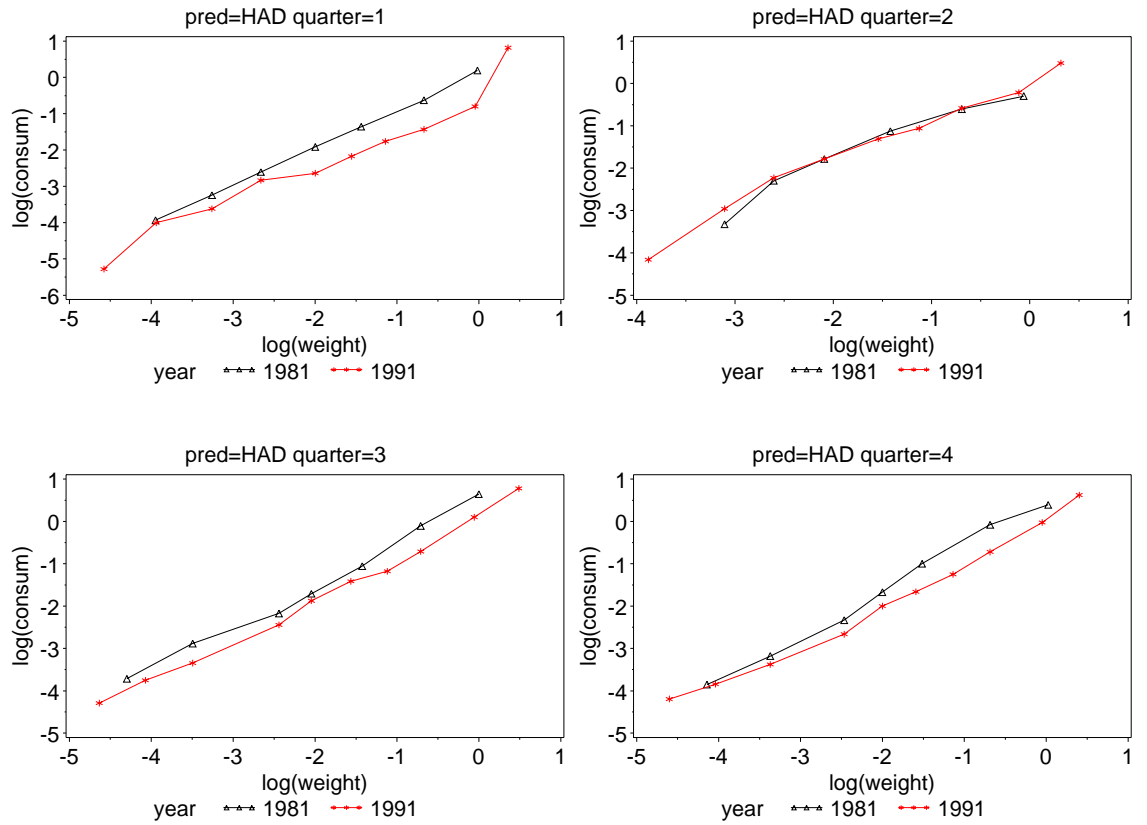 pred=HAD quarter=1
1
0
-1
-2
-3
-4
-5
-6
log(consum)
-5 -4 -3 -2 -1 0 1
log(weight)
year 1981 1991
pred=HAD quarter=2
1
0
-1
-2
-3
-4
-5
log(consum)
-4 -3 -2 -1 0 1
log(weight)
year 1981 1991
pred=HAD quarter=3
1
0
-1
-2
-3
-4
-5
log(consum)
-5 -4 -3 -2 -1 0 1
log(weight)
year 1981 1991
pred=HAD quarter=4
1
0
-1
-2
-3
-4
-5
log(consum)
-5 -4 -3 -2 -1 0 1
log(weight)
year 1981 1991